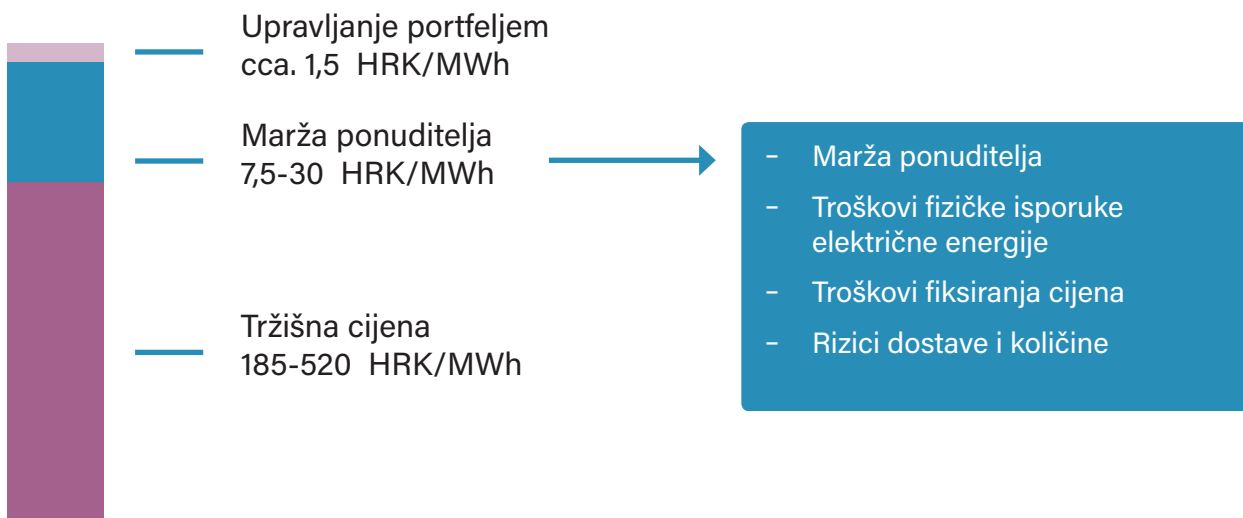 Upravljanje portfeljem
cca. 1,5 HRK/MWh
Marža ponuditelja
7,5-30 HRK/MWh
Tržišna cijena
185-520 HRK/MWh
– Marža ponuditelja
– Troškovi fizičke isporuke
električne energije
– Troškovi fiksiranja cijena
– Rizici dostave i količine